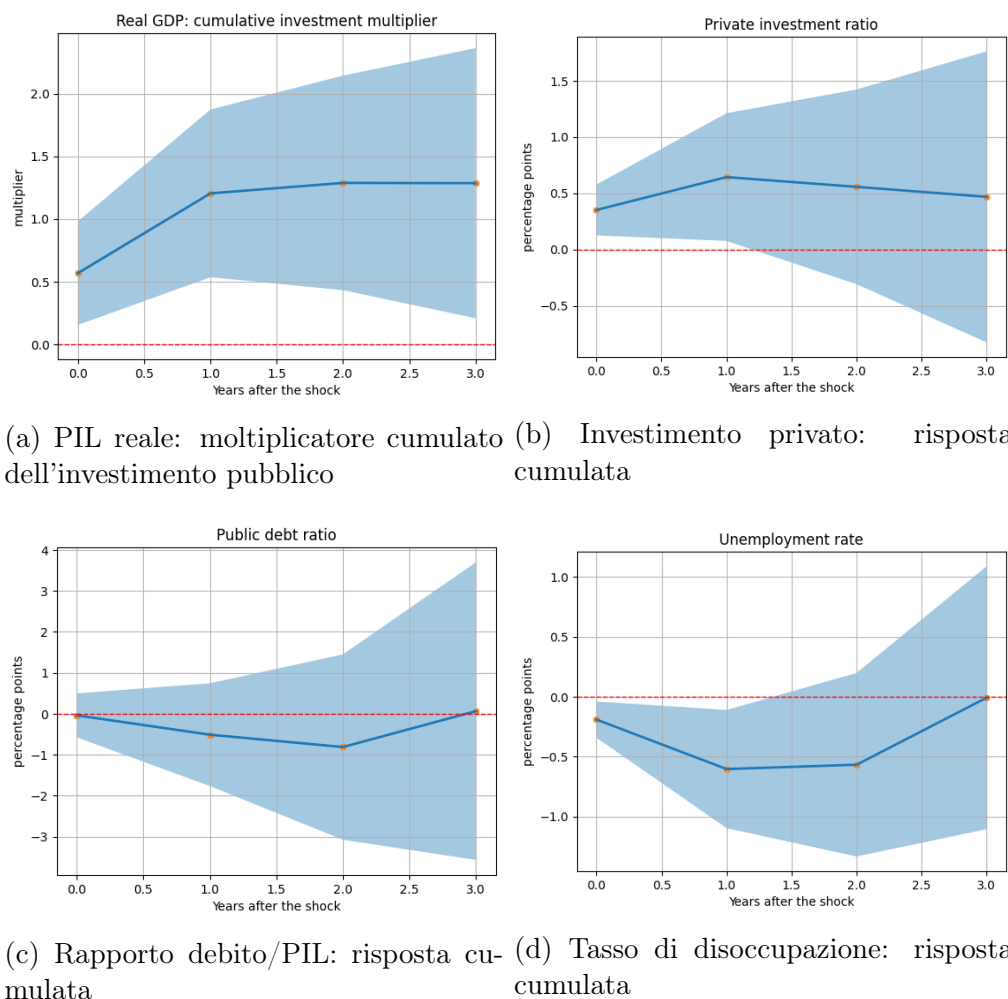 Real GDP: cumulative investment multiplier
multiplier
2.0
1.5
1.0
0.5
0.0
0.0 0.5 1.0 1.5 2.0 2.5 3.0
Years after the shock
(a) PIL reale: moltiplicatore cumulato
dell'investimento pubblico
Private investment ratio
percentage points
1.5
1.0
0.5
0.0
−0.5
0.0 0.5 1.0 1.5 2.0 2.5 3.0
Years after the shock
(b) Investimento privato: risposta
cumulata
Public debt ratio
percentage points
4
3
2
1
0
−1
−2
−3
0.0 0.5 1.0 1.5 2.0 2.5 3.0
Years after the shock
(c) Rapporto debito/PIL: risposta cu-
mulata
Unemployment rate
percentage points
1.0
0.5
0.0
−0.5
−1.0
0.0 0.5 1.0 1.5 2.0 2.5 3.0
Years after the shock
(d) Tasso di disoccupazione: risposta
cumulata